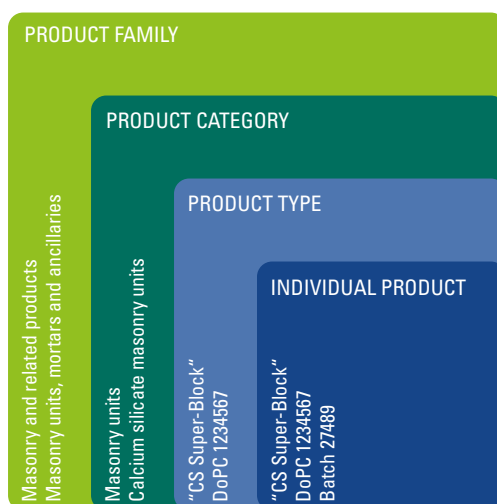 PRODUCT FAMILY
Masonry and related products
Masonry units, mortars and ancillaries
PRODUCT CATEGORY
Masonry units
Calcium silicate masonry units
PRODUCT TYPE
“CS Super-Block“
DoPC 1234567
INDIVIDUAL PRODUCT
“CS Super-Block“
DoPC 1234567
Batch 27489